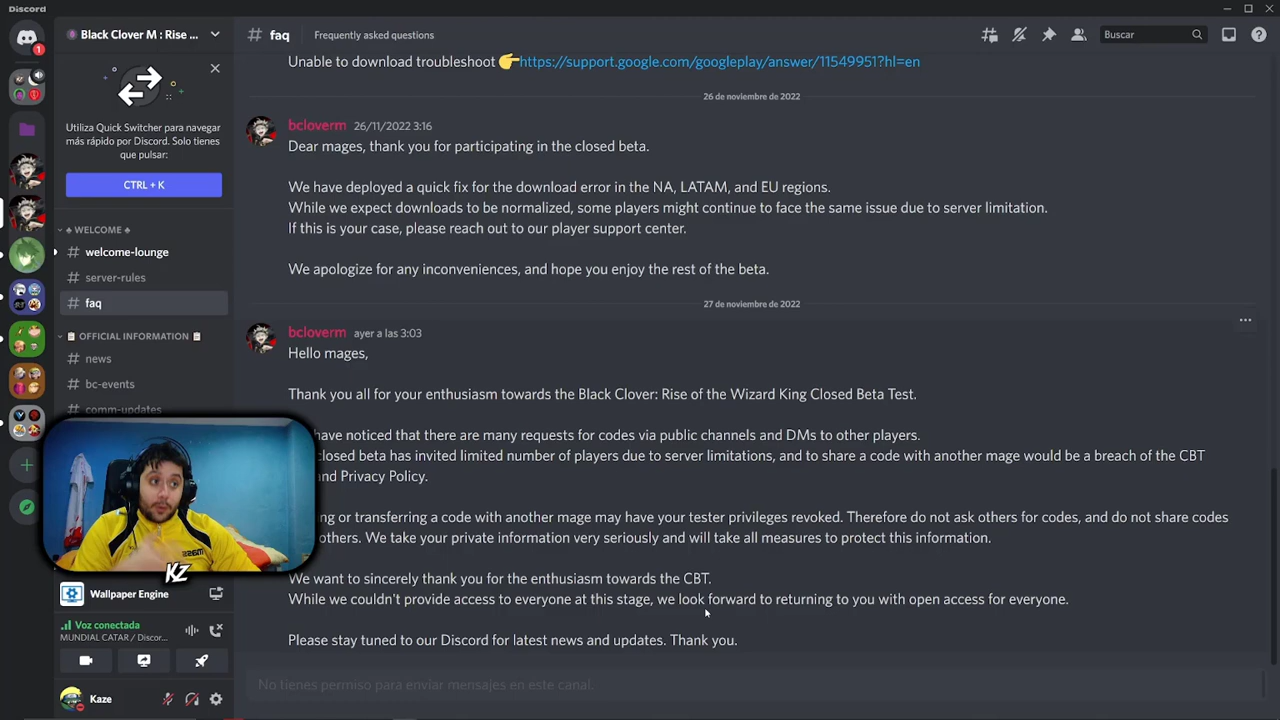 Discord
Black Clover M : Rise ...
faq
Frequently asked questions
Buscar
1
Utiliza Quick Switcher para navegar
más rápido por Discord. Solo tienes
que pulsar:
CTRL + K
WELCOME
welcome-lounge
server-rules
faq
OFFICIAL INFORMATION
news
bc-events
comm-updates
Unable to download troubleshoot 👉https://support.google.com/googleplay/answer/11549951?hl=en
26 de noviembre de 2022
bcloverm 26/11/2022 3:16
Dear mages, thank you for participating in the closed beta.
We have deployed a quick fix for the download error in the NA, LATAM, and EU regions.
While we expect downloads to be normalized, some players might continue to face the same issue due to server limitation.
If this is your case, please reach out to our player support center.
We apologize for any inconveniences, and hope you enjoy the rest of the beta.
27 de noviembre de 2022
bcloverm ayer a las 3:03
Hello mages,
Thank you all for your enthusiasm towards the Black Clover: Rise of the Wizard King Closed Beta Test.
have noticed that there are many requests for codes via public channels and DMs to other players.
closed beta has invited limited number of players due to server limitations, and to share a code with another mage would be a breach of the CBT
and Privacy Policy.
or transferring a code with another mage may have your tester privileges revoked. Therefore do not ask others for codes, and do not share codes
others. We take your private information very seriously and will take all measures to protect this information.
We want to sincerely thank you for the enthusiasm towards the CBT.
While we couldn't provide access to everyone at this stage, we look forward to returning to you with open access for everyone.
Please stay tuned to our Discord for latest news and updates. Thank you.
No tienes permiso para enviar mensajes en este canal.
KZ
Wallpaper Engine
Voz conectada
MUNDIAL CATAR / Discor...
Kaze